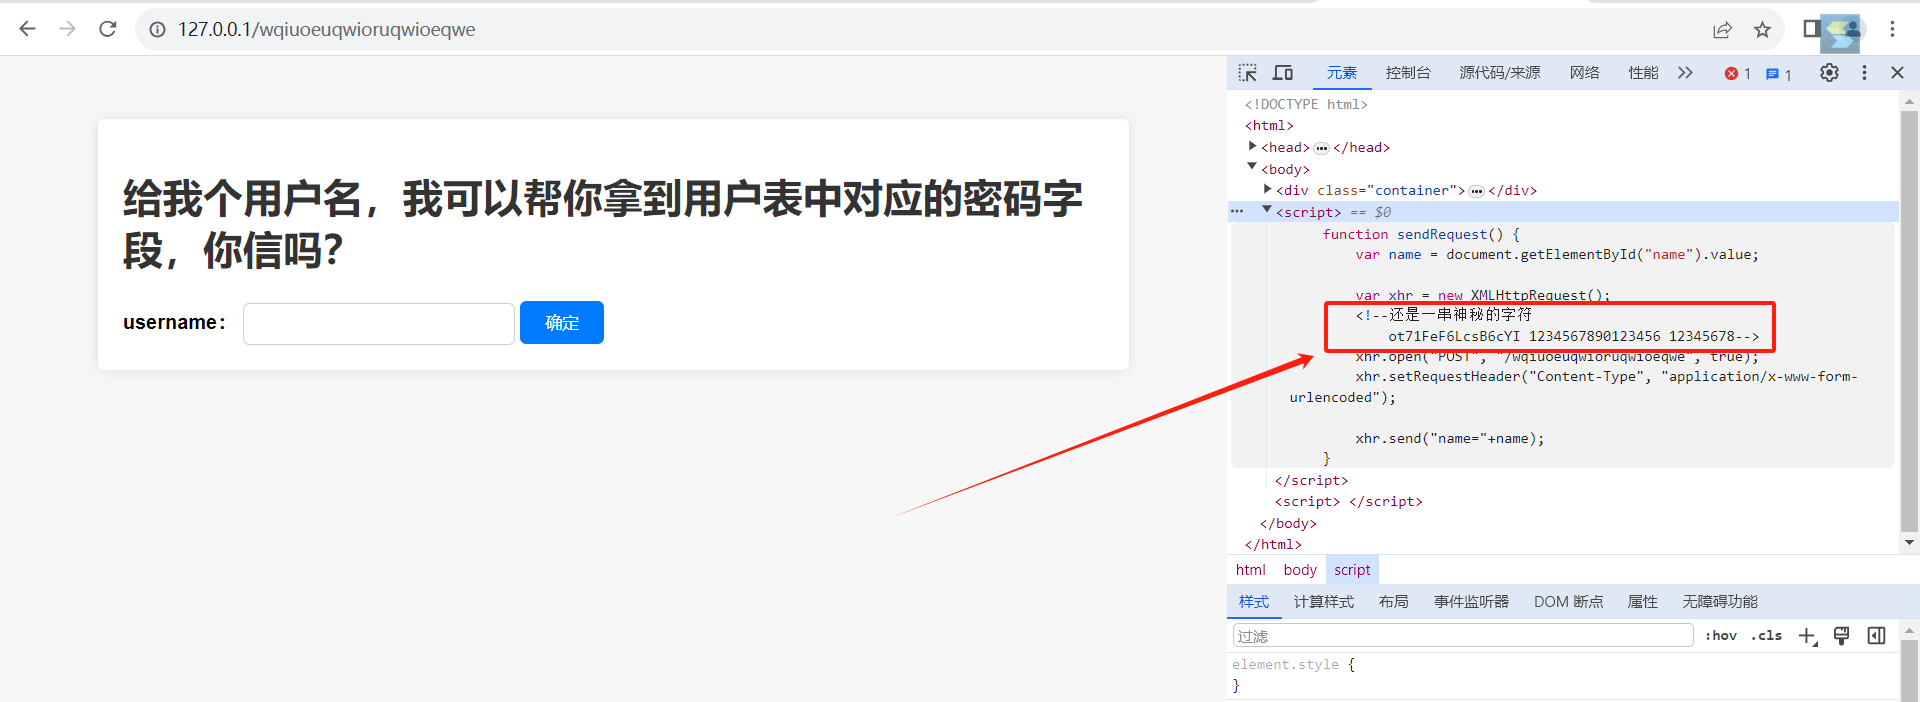 127.0.0.1/wqiuoeuqwioruqwioeqwe
给我个用户名，我可以帮你拿到用户表中对应的密码字
段，你信吗？
username：
确定
元素 控制台 源代码/来源 网络 性能 1 1
<!DOCTYPE html>
<html>
<head> ••• </head>
<body>
<div class="container"> ••• </div>
••• <script> == $0
function sendRequest() {
var name = document.getElementById("name").value;
var xhr = new XMLHttpRequest();
<!--还是一串神秘的字符
ot71FeF6LcsB6cYI 1234567890123456 12345678-->
xhr.open("POST", "/wqiuoeuqwioruqwioeqwe", true);
xhr.setRequestHeader("Content-Type", "application/x-www-form-
urlencoded");
xhr.send("name="+name);
}
</script>
<script> </script>
</body>
</html>
html body script
样式 计算样式 布局 事件监听器 DOM 断点 属性 无障碍功能
过滤 :hov .cls
element.style {
}